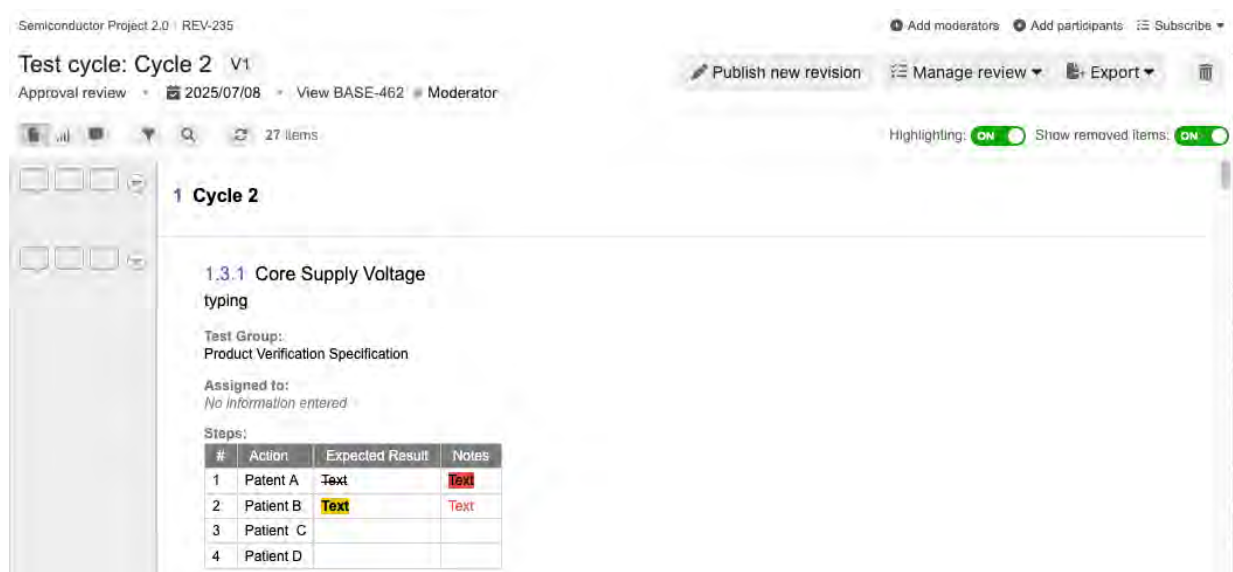 Semiconductor Project 2.0 REV-235
Add moderators Add participants Subscribe
Test cycle: Cycle 2 V1
Publish new revision Manage review Export
Approval review 2025/07/08 View BASE-462 Moderator
27 items
Highlighting: ON Show removed items: ON
1 Cycle 2
1.3.1 Core Supply Voltage
typing
Test Group:
Product Verification Specification
Assigned to:
No information entered
Steps:
# Action Expected Result Notes
1 Patent A Text Text
2 Patient B Text Text
3 Patient C
4 Patient D